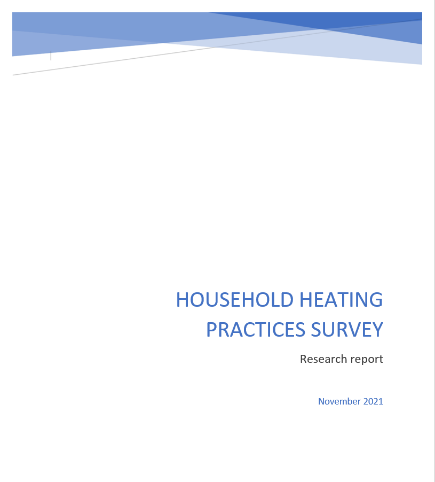 HOUSEHOLD HEATING
PRACTICES SURVEY
Research report
November 2021